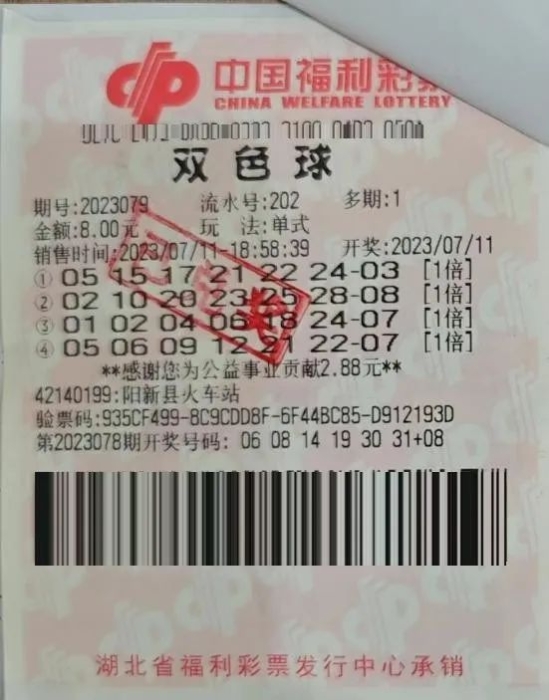 中国福利彩票
CHINA WELFARE LOTTERY
双色球
期号:2023079 流水号:202 多期:1
金额:8.00元 玩 法:单式
销售时间:2023/07/11-18:58:39 开奖:2023/07/11
① 05 15 17 21 22 24-03 [1倍]
② 02 10 20 23 25 28-08 [1倍]
③ 01 02 04 06 18 24-07 [1倍]
④ 05 06 09 12 21 22-07 [1倍]
**感谢您为公益事业贡献2.88元**
42140199:阳新县火车站
验票码:935CF499-8C9CDD8F-6F44BC85-D912193D
第2023078期开奖号码: 06 08 14 19 30 31+08
湖北省福利彩票发行中心承销